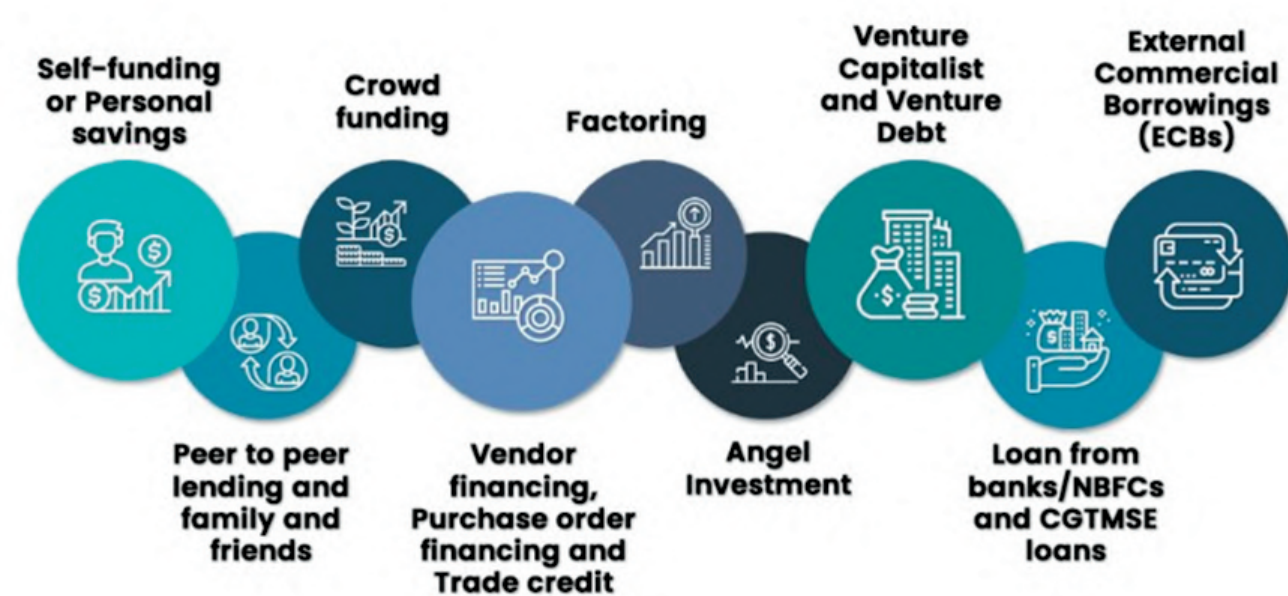 Self-funding
or Personal
savings
Peer to peer
lending and
family and
friends
Crowd
funding
Vendor
financing,
Purchase order
financing and
Trade credit
Factoring
Angel
Investment
Venture
Capitalist
and Venture
Debt
Loan from
banks/NBFCs
and CGTMSE
loans
External
Commercial
Borrowings
(ECBs)